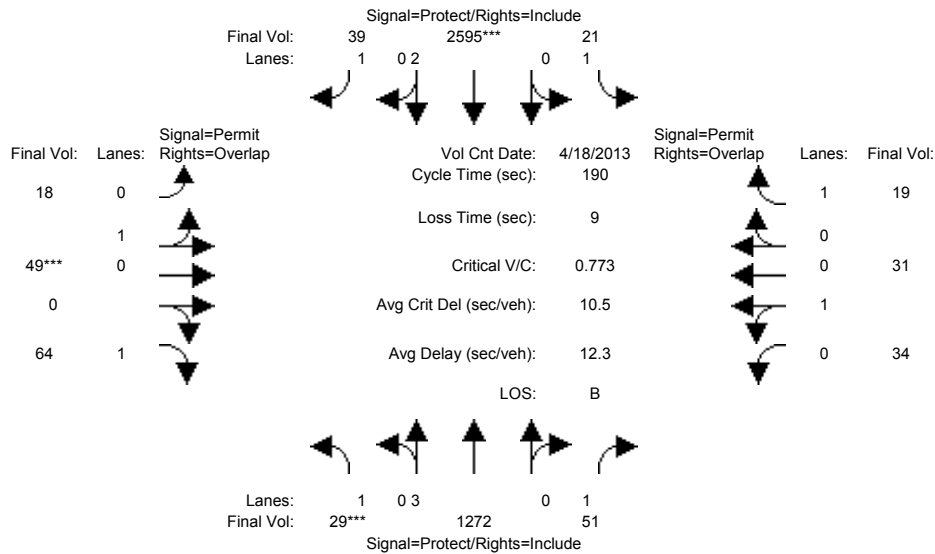 Signal=Protect/Rights=Include
Final Vol: 39 2595*** 21
Lanes: 1 0 2 0 1
Signal=Permit Signal=Permit
Final Vol: Lanes: Rights=Overlap Vol Cnt Date: 4/18/2013 Rights=Overlap Lanes: Final Vol:
18 0 Cycle Time (sec): 190 1 19
1 Loss Time (sec): 9 0
49*** 0 Critical V/C: 0.773 0 31
0 Avg Crit Del (sec/veh): 10.5 1
64 1 Avg Delay (sec/veh): 12.3 0 34
LOS: B
Lanes: 1 0 3 0 1
Final Vol: 29*** 1272 51
Signal=Protect/Rights=Include